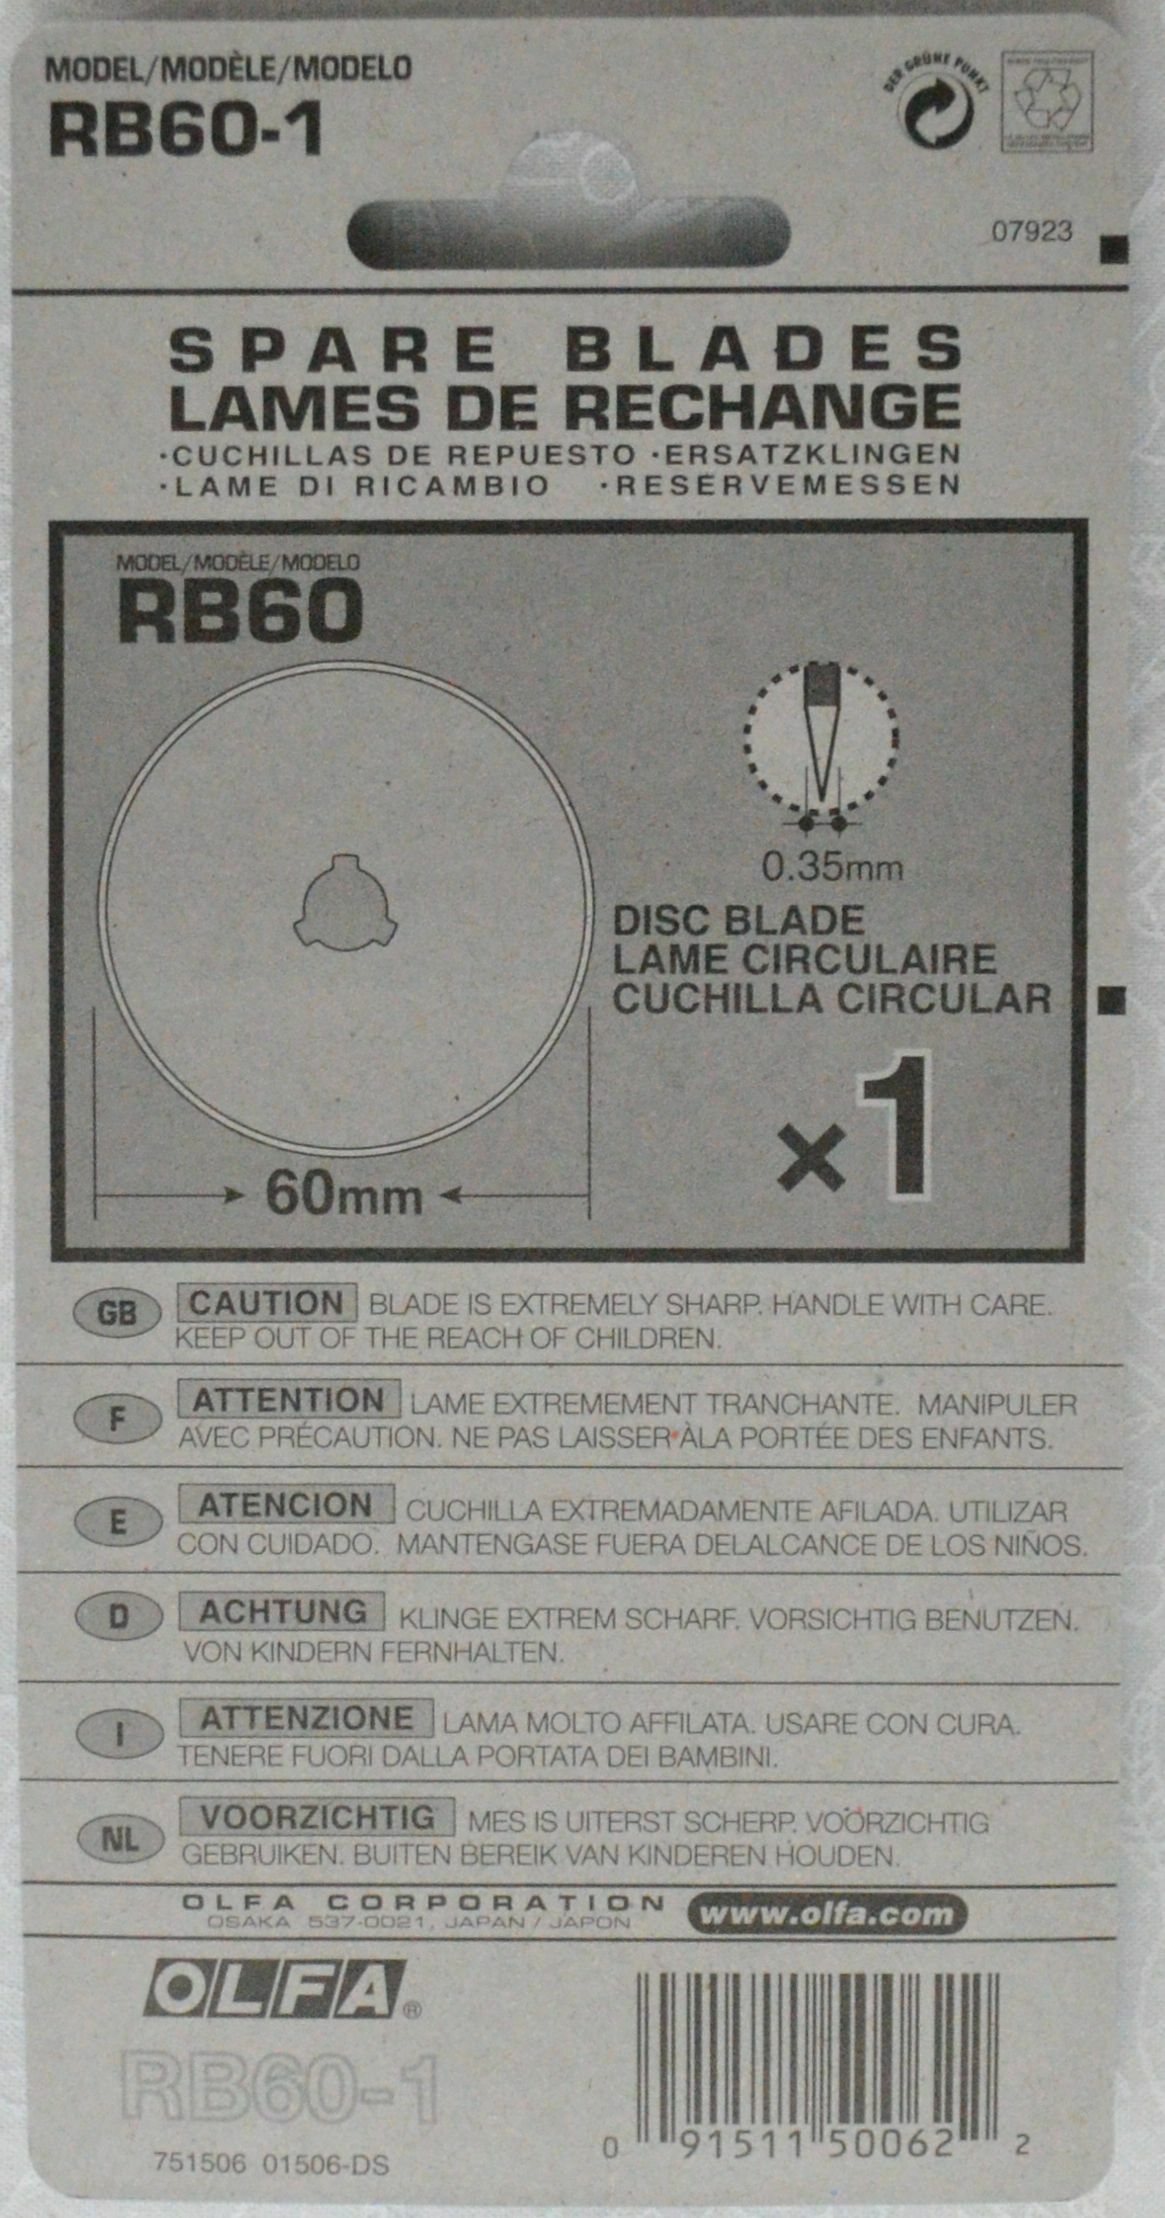 MODEL/MODÈLE/MODELO
RB60-1
DER GRÜNE PUNKT
07923
SPARE BLADES
LAMES DE RECHANGE
·CUCHILLAS DE REPUESTO ·ERSATZKLINGEN
·LAME DI RICAMBIO ·RESERVEMESSEN
MODEL/MODÈLE/MODELO
RB60
0.35mm
DISC BLADE
LAME CIRCULAIRE
CUCHILLA CIRCULAR
×1
60mm
GB CAUTION BLADE IS EXTREMELY SHARP. HANDLE WITH CARE.
KEEP OUT OF THE REACH OF CHILDREN.
F ATTENTION LAME EXTREMEMENT TRANCHANTE. MANIPULER
AVEC PRÉCAUTION. NE PAS LAISSER ÀLA PORTÉE DES ENFANTS.
E ATENCION CUCHILLA EXTREMADAMENTE AFILADA. UTILIZAR
CON CUIDADO. MANTENGASE FUERA DELALCANCE DE LOS NIÑOS.
D ACHTUNG KLINGE EXTREM SCHARF. VORSICHTIG BENUTZEN.
VON KINDERN FERNHALTEN.
I ATTENZIONE LAMA MOLTO AFFILATA. USARE CON CURA.
TENERE FUORI DALLA PORTATA DEI BAMBINI.
NL VOORZICHTIG MES IS UITERST SCHERP. VOORZICHTIG
GEBRUIKEN. BUITEN BEREIK VAN KINDEREN HOUDEN.
OLFA CORPORATION
OSAKA 537-0021, JAPAN / JAPON
www.olfa.com
OLFA®
RB60-1
751506 01506-DS
0 91511 50062 2